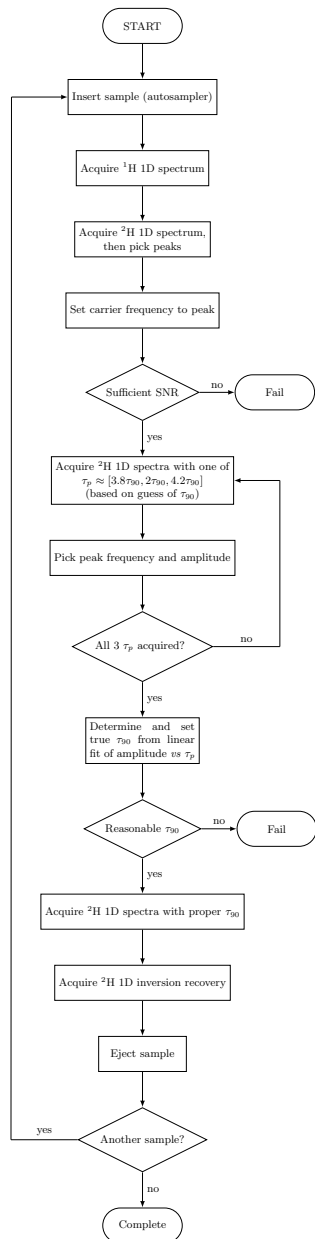 START
Insert sample (autosampler)
Acquire ¹H 1D spectrum
Acquire ²H 1D spectrum,
then pick peaks
Set carrier frequency to peak
Sufficient SNR
no
Fail
yes
Acquire ²H 1D spectra with one of
τₚ ≈ [3.8τ₉₀, 2τ₉₀, 4.2τ₉₀]
(based on guess of τ₉₀)
Pick peak frequency and amplitude
All 3 τₚ acquired?
no
yes
Determine and set
true τ₉₀ from linear
fit of amplitude vs τₚ
Reasonable τ₉₀
no
Fail
yes
Acquire ²H 1D spectra with proper τ₉₀
Acquire ²H 1D inversion recovery
Eject sample
yes
Another sample?
no
Complete